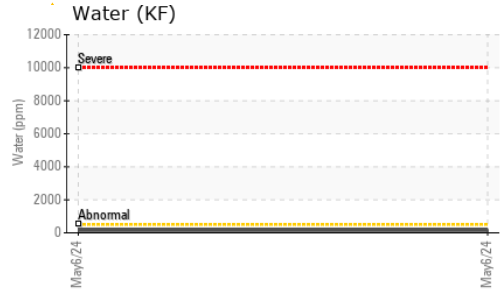 Water (KF)
12000
Severe
10000
8000
Water (ppm)
6000
4000
2000
Abnormal
0
May6/24
May6/24